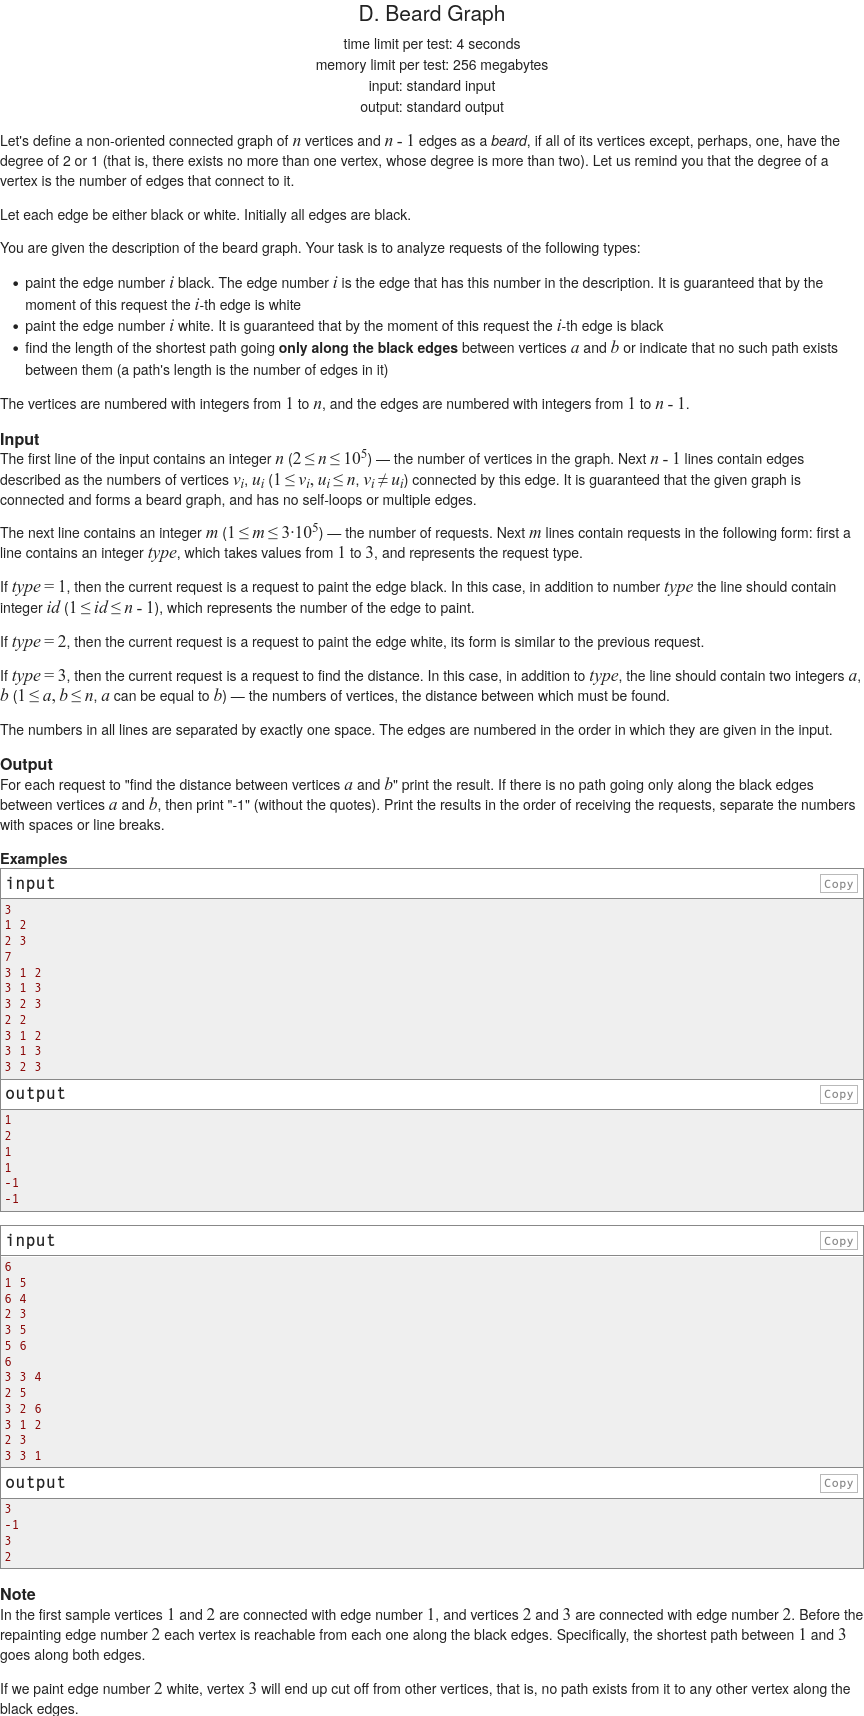 D. Beard Graph
time limit per test: 4 seconds
memory limit per test: 256 megabytes
input: standard input
output: standard output
Let's define a non-oriented connected graph of n vertices and n - 1 edges as a beard, if all of its vertices except, perhaps, one, have the
degree of 2 or 1 (that is, there exists no more than one vertex, whose degree is more than two). Let us remind you that the degree of a
vertex is the number of edges that connect to it.
Let each edge be either black or white. Initially all edges are black.
You are given the description of the beard graph. Your task is to analyze requests of the following types:
• paint the edge number i black. The edge number i is the edge that has this number in the description. It is guaranteed that by the
moment of this request the i-th edge is white
• paint the edge number i white. It is guaranteed that by the moment of this request the i-th edge is black
• find the length of the shortest path going only along the black edges between vertices a and b or indicate that no such path exists
between them (a path's length is the number of edges in it)
The vertices are numbered with integers from 1 to n, and the edges are numbered with integers from 1 to n - 1.
Input
The first line of the input contains an integer n (2 ≤ n ≤ 10⁵) — the number of vertices in the graph. Next n - 1 lines contain edges
described as the numbers of vertices vᵢ, uᵢ (1 ≤ vᵢ, uᵢ ≤ n, vᵢ ≠ uᵢ) connected by this edge. It is guaranteed that the given graph is
connected and forms a beard graph, and has no self-loops or multiple edges.
The next line contains an integer m (1 ≤ m ≤ 3·10⁵) — the number of requests. Next m lines contain requests in the following form: first a
line contains an integer type, which takes values from 1 to 3, and represents the request type.
If type = 1, then the current request is a request to paint the edge black. In this case, in addition to number type the line should contain
integer id (1 ≤ id ≤ n - 1), which represents the number of the edge to paint.
If type = 2, then the current request is a request to paint the edge white, its form is similar to the previous request.
If type = 3, then the current request is a request to find the distance. In this case, in addition to type, the line should contain two integers a,
b (1 ≤ a, b ≤ n, a can be equal to b) — the numbers of vertices, the distance between which must be found.
The numbers in all lines are separated by exactly one space. The edges are numbered in the order in which they are given in the input.
Output
For each request to "find the distance between vertices a and b" print the result. If there is no path going only along the black edges
between vertices a and b, then print "-1" (without the quotes). Print the results in the order of receiving the requests, separate the numbers
with spaces or line breaks.
Examples
input Copy
3
1 2
2 3
7
3 1 2
3 1 3
3 2 3
2 2
3 1 2
3 1 3
3 2 3
output Copy
1
2
1
1
-1
-1
input Copy
6
1 5
6 4
2 3
3 5
5 6
6
3 3 4
2 5
3 2 6
3 1 2
2 3
3 3 1
output Copy
3
-1
3
2
Note
In the first sample vertices 1 and 2 are connected with edge number 1, and vertices 2 and 3 are connected with edge number 2. Before the
repainting edge number 2 each vertex is reachable from each one along the black edges. Specifically, the shortest path between 1 and 3
goes along both edges.
If we paint edge number 2 white, vertex 3 will end up cut off from other vertices, that is, no path exists from it to any other vertex along the
black edges.